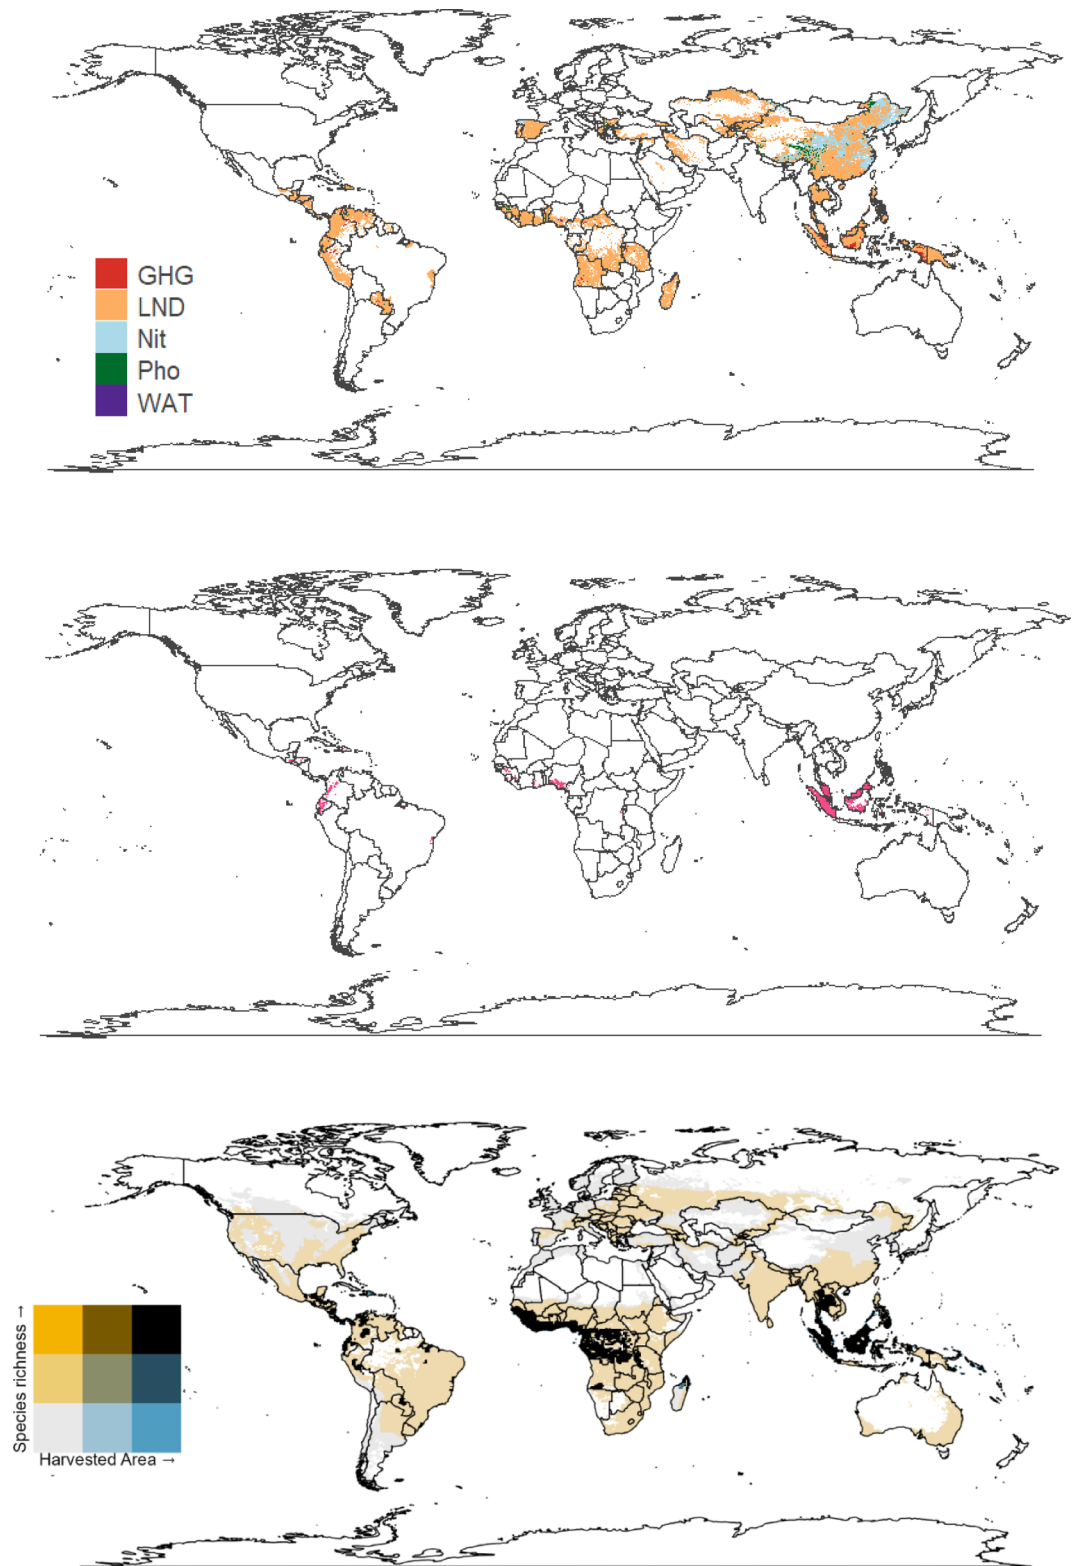 GHG
LND
Nit
Pho
WAT
Species richness →
Harvested Area →